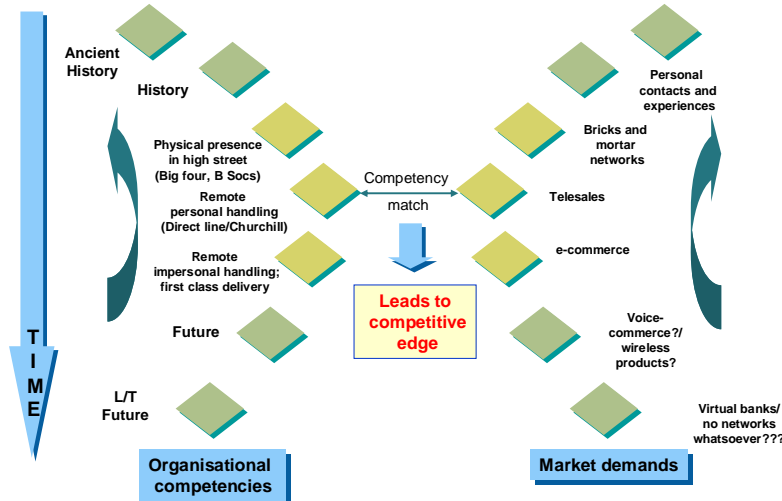 Ancient
History
History
Physical presence
in high street
(Big four, B Socs)
Remote
personal handling
(Direct line/Churchill)
Remote
impersonal handling;
first class delivery
Future
L/T
Future
T
I
M
E
Organisational
competencies
Competency
match
Leads to
competitive
edge
Personal
contacts and
experiences
Bricks and
mortar
networks
Telesales
e-commerce
Voice-
commerce?/
wireless
products?
Virtual banks/
no networks
whatsoever???
Market demands